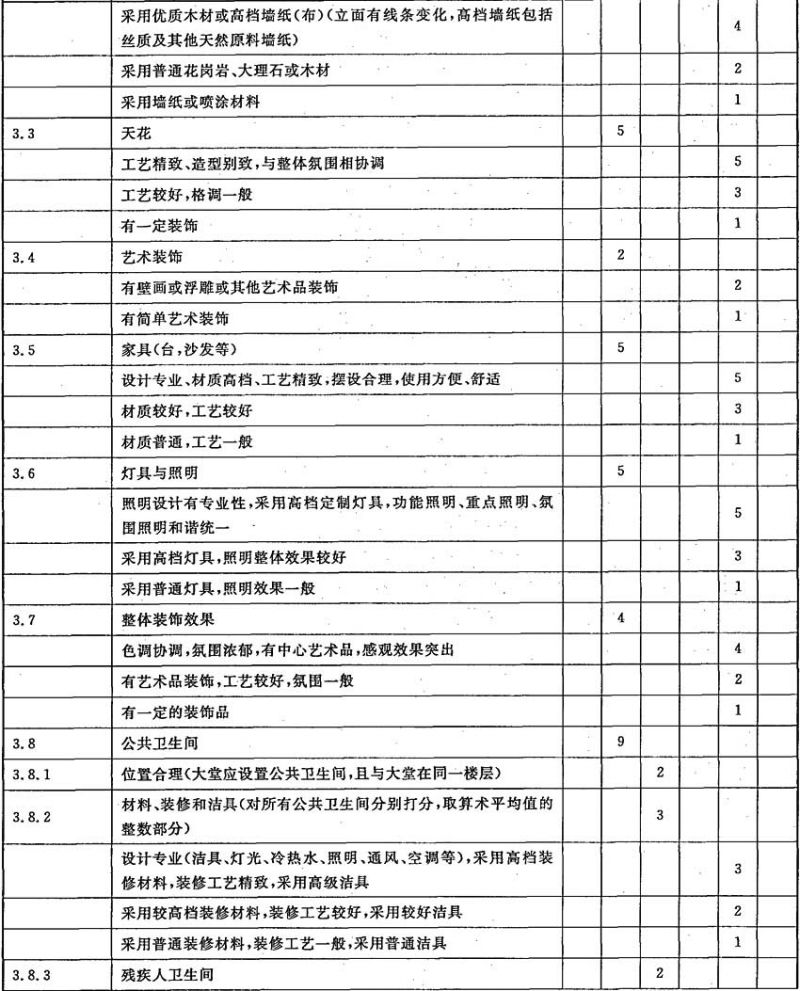 采用优质木材或高档墙纸(布)(立面有线条变化,高档墙纸包括
丝质及其他天然原料墙纸) 4
采用普通花岗岩、大理石或木材 2
采用墙纸或喷涂材料 1
3.3 天花 5
工艺精致、造型别致,与整体氛围相协调 5
工艺较好,格调一般 3
有一定装饰 1
3.4 艺术装饰 2
有壁画或浮雕或其他艺术品装饰 2
有简单艺术装饰 1
3.5 家具(台,沙发等) 5
设计专业、材质高档、工艺精致,摆设合理,使用方便、舒适 5
材质较好,工艺较好 3
材质普通,工艺一般 1
3.6 灯具与照明 5
照明设计有专业性,采用高档定制灯具,功能照明、重点照明、氛
围照明和谐统一 5
采用高档灯具,照明整体效果较好 3
采用普通灯具,照明效果一般 1
3.7 整体装饰效果 4
色调协调,氛围浓郁,有中心艺术品,感观效果突出 4
有艺术品装饰,工艺较好,氛围一般 2
有一定的装饰品 1
3.8 公共卫生间 9
3.8.1 位置合理(大堂应设置公共卫生间,且与大堂在同一楼层) 2
3.8.2 材料、装修和洁具(对所有公共卫生间分别打分,取算术平均值的
整数部分) 3
设计专业(洁具、灯光、冷热水、照明、通风、空调等),采用高档装
修材料,装修工艺精致,采用高级洁具 3
采用较高档装修材料,装修工艺较好,采用较好洁具 2
采用普通装修材料,装修工艺一般,采用普通洁具 1
3.8.3 残疾人卫生间 2